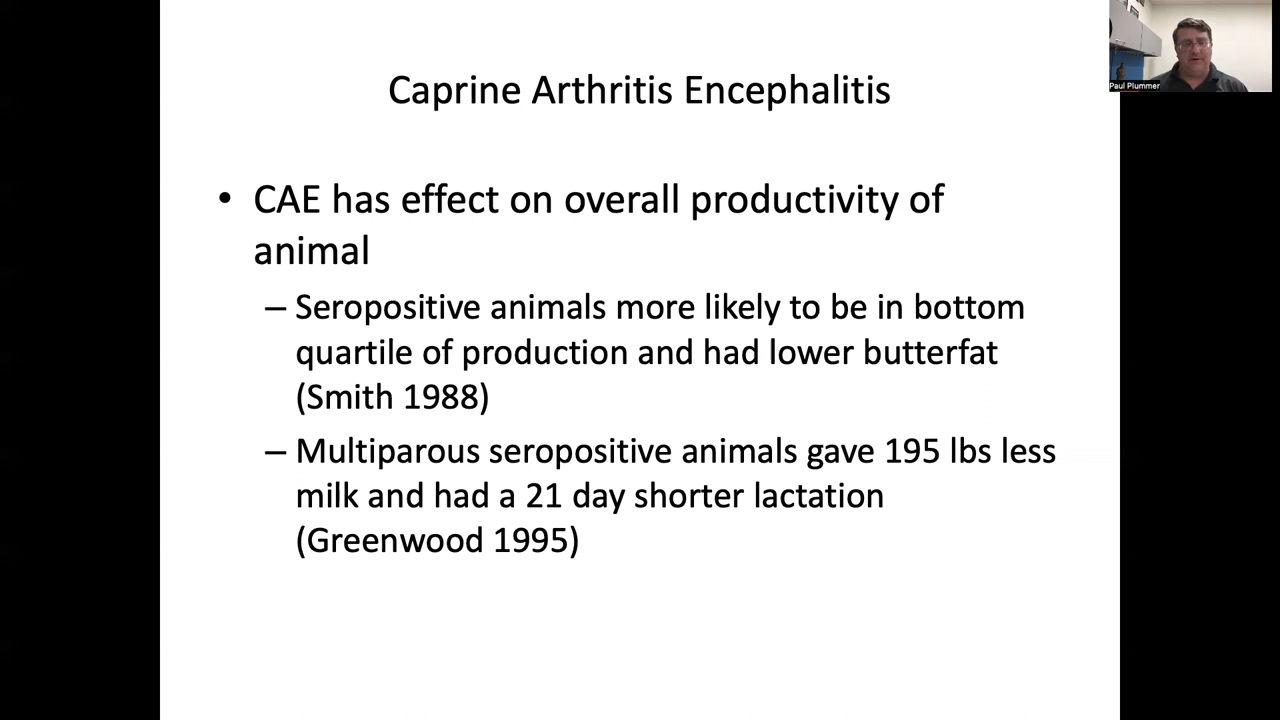 Caprine Arthritis Encephalitis
• CAE has effect on overall productivity of
animal
– Seropositive animals more likely to be in bottom
quartile of production and had lower butterfat
(Smith 1988)
– Multiparous seropositive animals gave 195 lbs less
milk and had a 21 day shorter lactation
(Greenwood 1995)
Paul Plummer